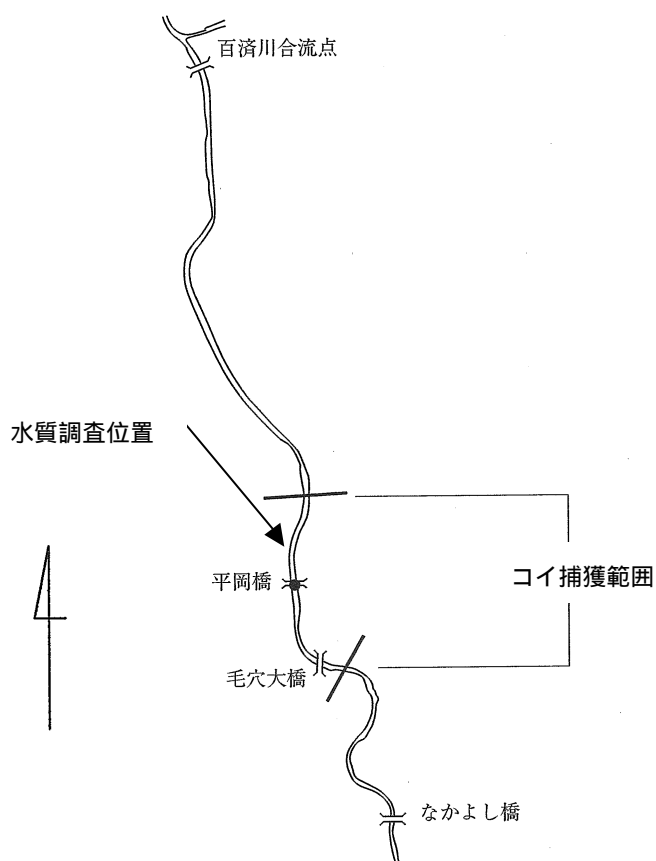 百済川合流点
水質調査位置
平岡橋
コイ捕獲範囲
毛穴大橋
なかよし橋